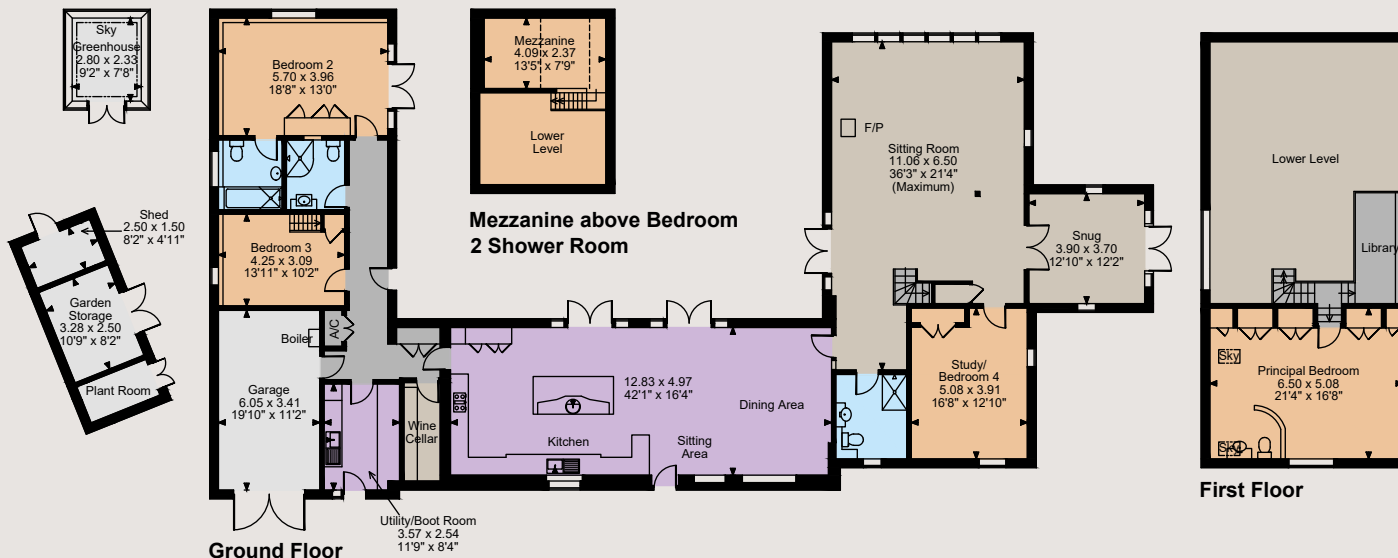 Sky
Greenhouse
2.80 x 2.33
9'2" x 7'8"
Bedroom 2
5.70 x 3.96
18'8" x 13'0"
Mezzanine
4.09 x 2.37
13'5" x 7'9"
Lower
Level
Mezzanine above Bedroom
2 Shower Room
Shed
2.50 x 1.50
8'2" x 4'11"
Garden
Storage
3.28 x 2.50
10'9" x 8'2"
Plant Room
Bedroom 3
4.25 x 3.09
13'11" x 10'2"
Boiler
A/C
Garage
6.05 x 3.41
19'10" x 11'2"
Wine
Cellar
Utility/Boot Room
3.57 x 2.54
11'9" x 8'4"
12.83 x 4.97
42'1" x 16'4"
Dining Area
Kitchen
Sitting
Area
F/P
Sitting Room
11.06 x 6.50
36'3" x 21'4"
(Maximum)
Snug
3.90 x 3.70
12'10" x 12'2"
Study/
Bedroom 4
5.08 x 3.91
16'8" x 12'10"
Ground Floor
Lower Level
Library
Sky
Principal Bedroom
6.50 x 5.08
21'4" x 16'8"
Sky
First Floor